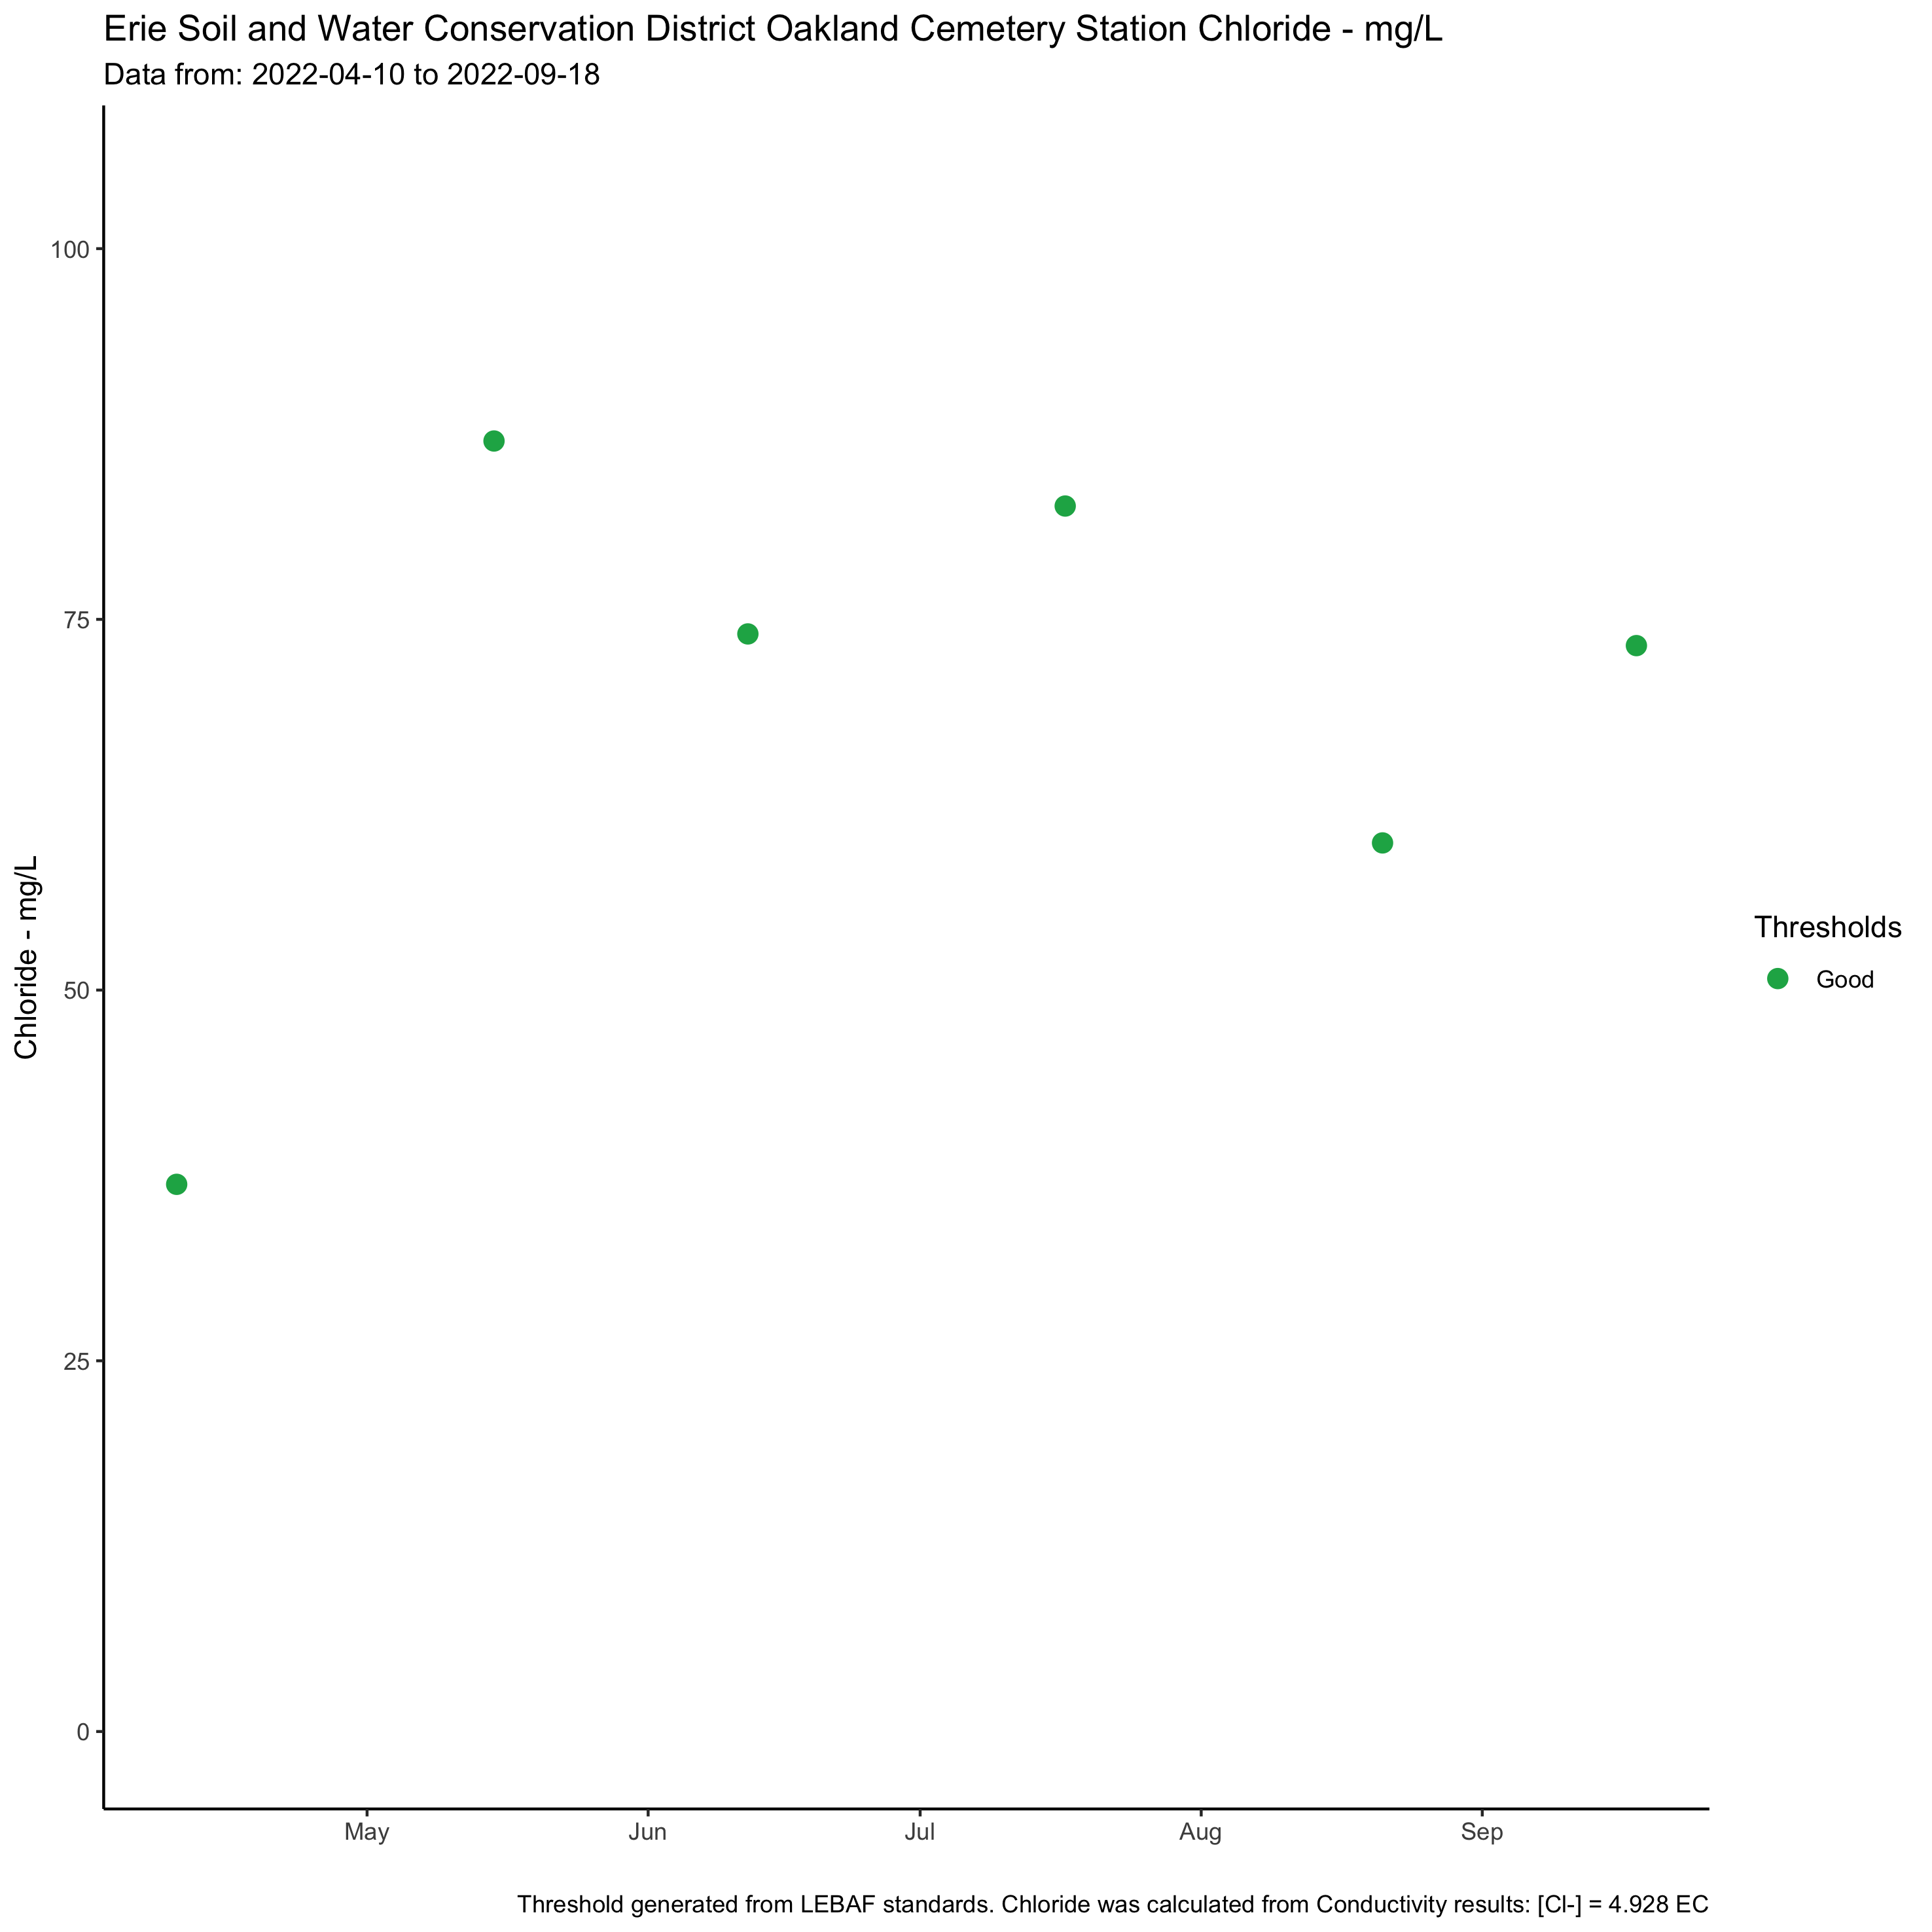 Erie Soil and Water Conservation District Oakland Cemetery Station Chloride - mg/L
Data from: 2022-04-10 to 2022-09-18
Chloride - mg/L
100
75
50
25
0
May Jun Jul Aug Sep
Thresholds
Good
Threshold generated from LEBAF standards. Chloride was calculated from Conductivity results: [Cl-] = 4.928 EC